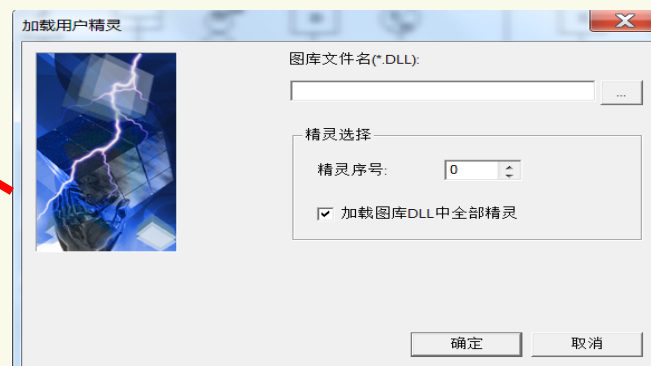 加载用户精灵
图库文件名(*.DLL):
...
精灵选择
精灵序号:
0
加载图库DLL中全部精灵
确定
取消